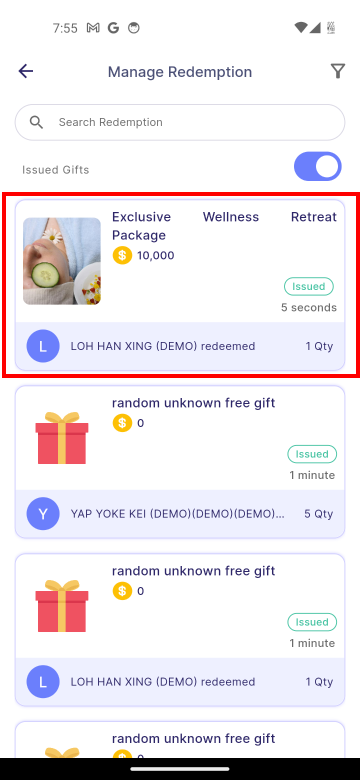 7:55
Manage Redemption
Search Redemption
Issued Gifts
Exclusive Wellness Retreat
Package
$ 10,000
Issued
5 seconds
L LOH HAN XING (DEMO) redeemed 1 Qty
random unknown free gift
$ 0
Issued
1 minute
Y YAP YOKE KEI (DEMO)(DEMO)(DEMO)... 5 Qty
random unknown free gift
$ 0
Issued
1 minute
L LOH HAN XING (DEMO) redeemed 1 Qty
random unknown free gift